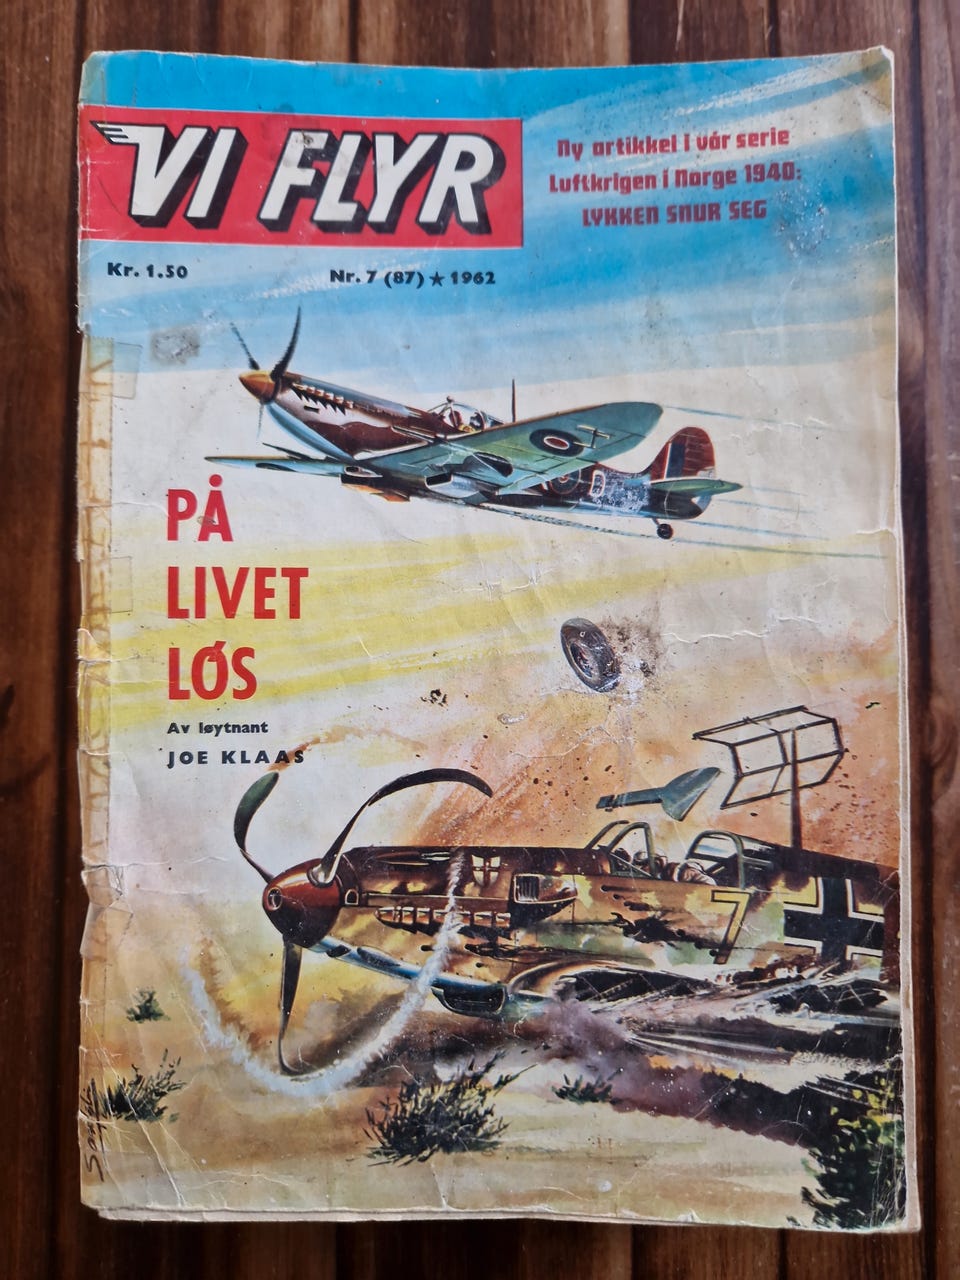 VI FLYR
Ny artikkel i vår serie
Luftkrigen i Norge 1940:
LYKKEN SNUR SEG
Kr. 1.50
Nr. 7 (87) ★ 1962
D
PÅ
LIVET
LØS
Av løytnant
JOE KLAAS
7